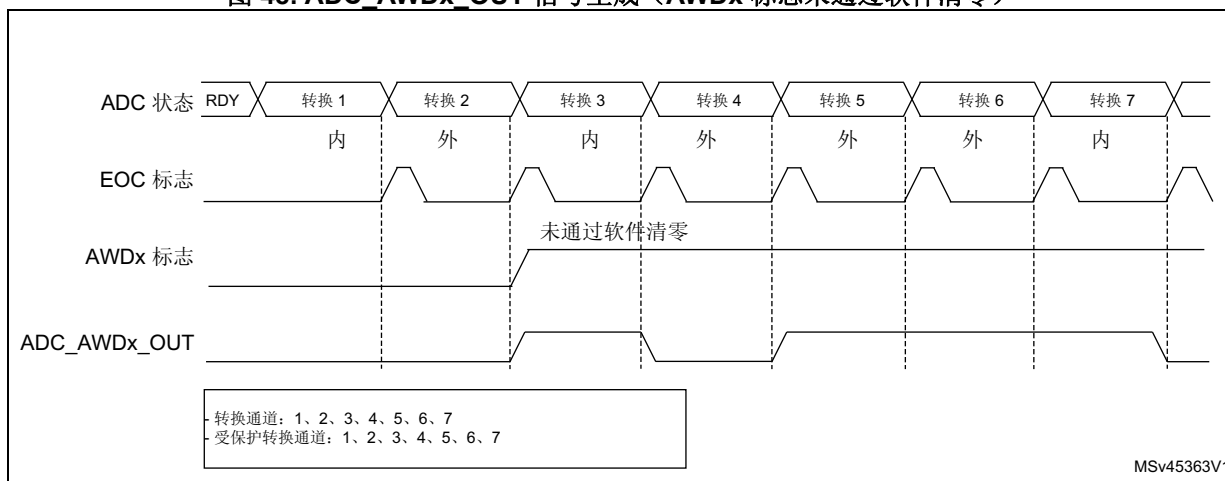 ADC 状态 RDY 转换 1 转换 2 转换 3 转换 4 转换 5 转换 6 转换 7
内 外 内 外 外 外 内
EOC 标志
未通过软件清零
AWDx 标志
ADC_AWDx_OUT
- 转换通道：1、2、3、4、5、6、7
- 受保护转换通道：1、2、3、4、5、6、7
MSv45363V1